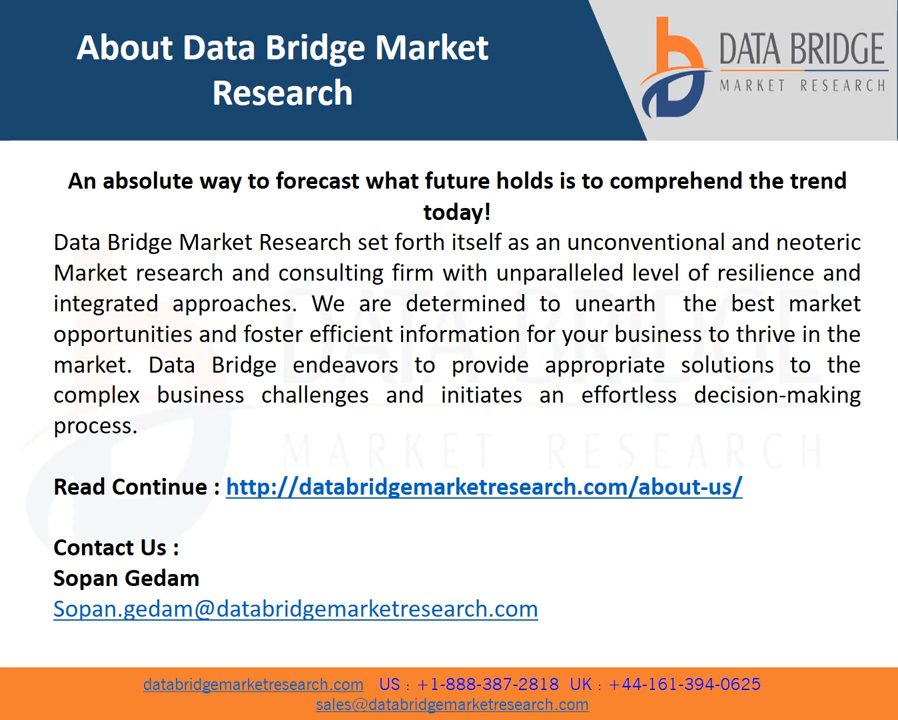 About Data Bridge Market
Research
DATA BRIDGE
MARKET RESEARCH
An absolute way to forecast what future holds is to comprehend the trend
today!
Data Bridge Market Research set forth itself as an unconventional and neoteric
Market research and consulting firm with unparalleled level of resilience and
integrated approaches. We are determined to unearth the best market
opportunities and foster efficient information for your business to thrive in the
market. Data Bridge endeavors to provide appropriate solutions to the
complex business challenges and initiates an effortless decision-making
process.
DATA BRIDGE
MARKET RESEARCH
Read Continue : http://databridgemarketresearch.com/about-us/
Contact Us :
Sopan Gedam
Sopan.gedam@databridgemarketresearch.com
databridgemarketresearch.com US : +1-888-387-2818 UK : +44-161-394-0625
sales@databridgemarketresearch.com